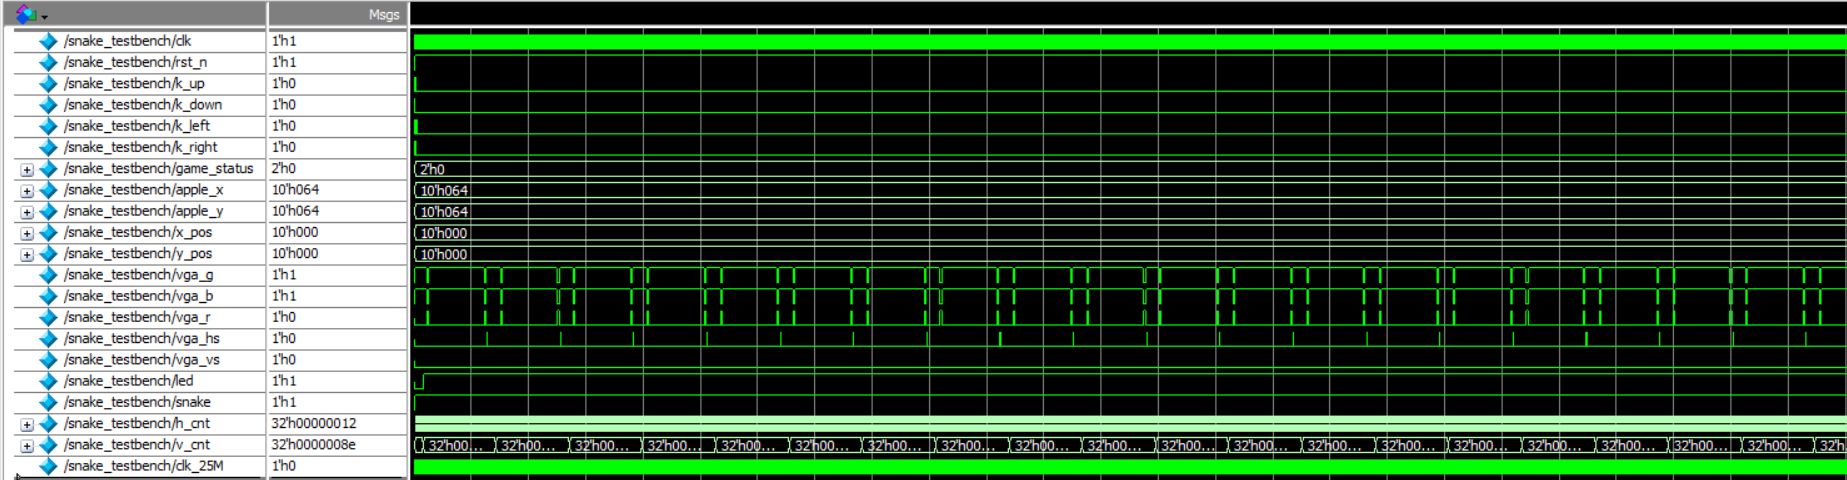 Msgs
/snake_testbench/clk 1'h1
/snake_testbench/rst_n 1'h1
/snake_testbench/k_up 1'h0
/snake_testbench/k_down 1'h0
/snake_testbench/k_left 1'h0
/snake_testbench/k_right 1'h0
/snake_testbench/game_status 2'h0 2'h0
/snake_testbench/apple_x 10'h064 10'h064
/snake_testbench/apple_y 10'h064 10'h064
/snake_testbench/x_pos 10'h000 10'h000
/snake_testbench/y_pos 10'h000 10'h000
/snake_testbench/vga_g 1'h1
/snake_testbench/vga_b 1'h1
/snake_testbench/vga_r 1'h0
/snake_testbench/vga_hs 1'h0
/snake_testbench/vga_vs 1'h0
/snake_testbench/led 1'h1
/snake_testbench/snake 1'h1
/snake_testbench/h_cnt 32'h00000012
/snake_testbench/v_cnt 32'h0000008e 32'h00... 32'h00... 32'h00... 32'h00... 32'h00... 32'h00... 32'h00... 32'h00... 32'h00... 32'h00... 32'h00... 32'h00... 32'h00... 32'h00... 32'h00... 32'h00... 32'h00... 32'h00... 32'h00... 32'h
/snake_testbench/clk_25M 1'h0